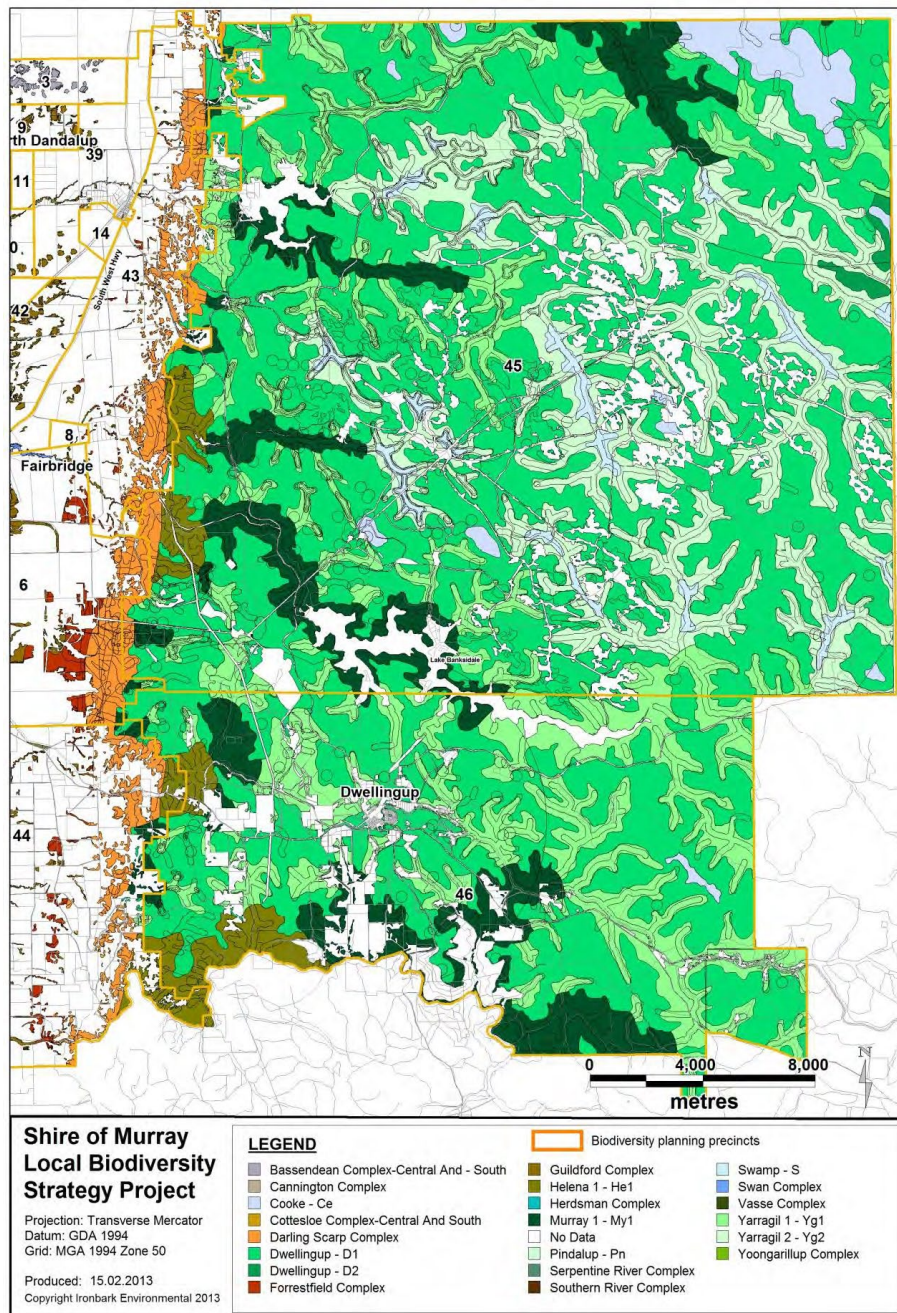 3
9
th Dandalup
39
11
14
0
43
South West Hwy
42
45
8
Fairbridge
6
Lake Banksiadale
Dwellingup
44
46
N
0 4,000 8,000
metres
Shire of Murray
Local Biodiversity
Strategy Project
Projection: Transverse Mercator
Datum: GDA 1994
Grid: MGA 1994 Zone 50
Produced: 15.02.2013
Copyright Ironbark Environmental 2013
LEGEND
Bassendean Complex-Central And - South
Cannington Complex
Cooke - Ce
Cottesloe Complex-Central And South
Darling Scarp Complex
Dwellingup - D1
Dwellingup - D2
Forrestfield Complex
Biodiversity planning precincts
Guildford Complex
Helena 1 - He1
Herdsman Complex
Murray 1 - My1
No Data
Pindalup - Pn
Serpentine River Complex
Southern River Complex
Swamp - S
Swan Complex
Vasse Complex
Yarragil 1 - Yg1
Yarragil 2 - Yg2
Yoongarillup Complex